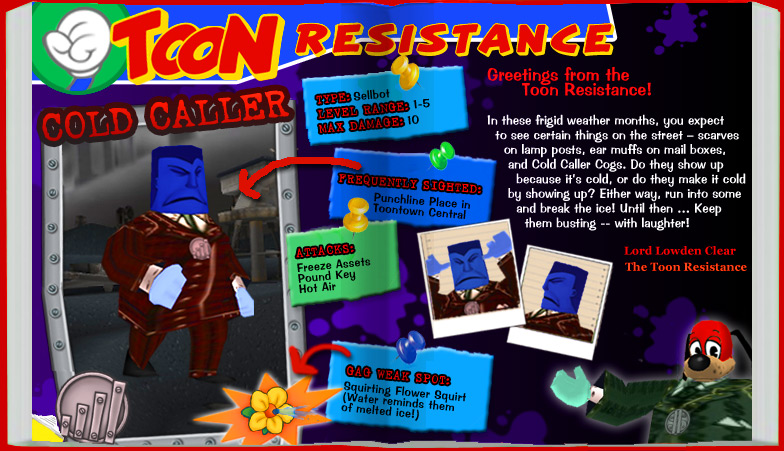 TOON RESISTANCE
COLD CALLER
TYPE: Sellbot
LEVEL RANGE: 1-5
MAX DAMAGE: 10
FREQUENTLY SIGHTED:
Punchline Place in
Toontown Central
ATTACKS:
Freeze Assets
Pound Key
Hot Air
GAG WEAK SPOT:
Squirting Flower Squirt
(Water reminds them
of melted ice!)
Greetings from the
Toon Resistance!
In these frigid weather months, you expect
to see certain things on the street – scarves
on lamp posts, ear muffs on mail boxes,
and Cold Caller Cogs. Do they show up
because it's cold, or do they make it cold
by showing up? Either way, run into some
and break the ice! Until then ... Keep
them busting -- with laughter!
Lord Lowden Clear
The Toon Resistance